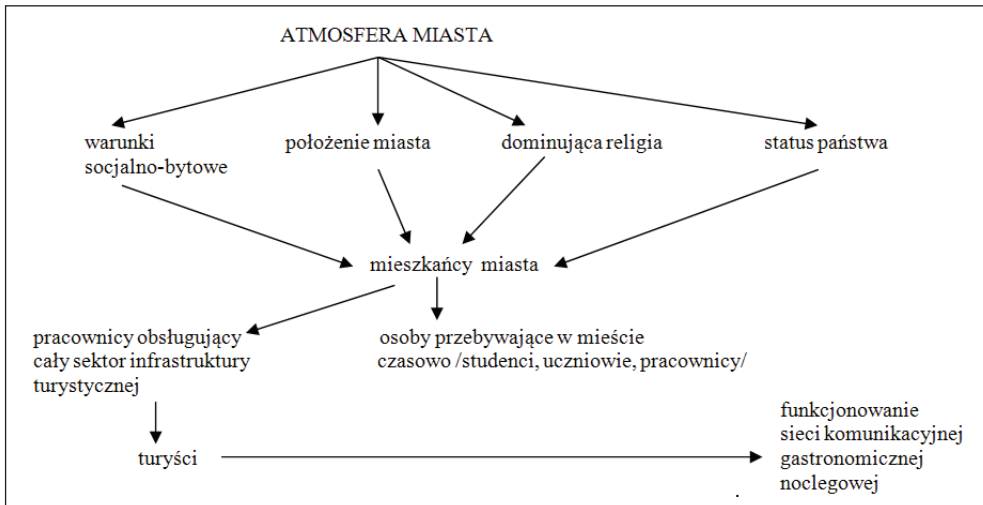 ATMOSFERA MIASTA
warunki
socjalno-bytowe
położenie miasta
dominująca religia
status państwa
mieszkańcy miasta
pracownicy obsługujący
cały sektor infrastruktury
turystycznej
osoby przebywające w mieście
czasowo /studenci, uczniowie, pracownicy/
turyści
funkcjonowanie
sieci komunikacyjnej
gastronomicznej
noclegowej
.